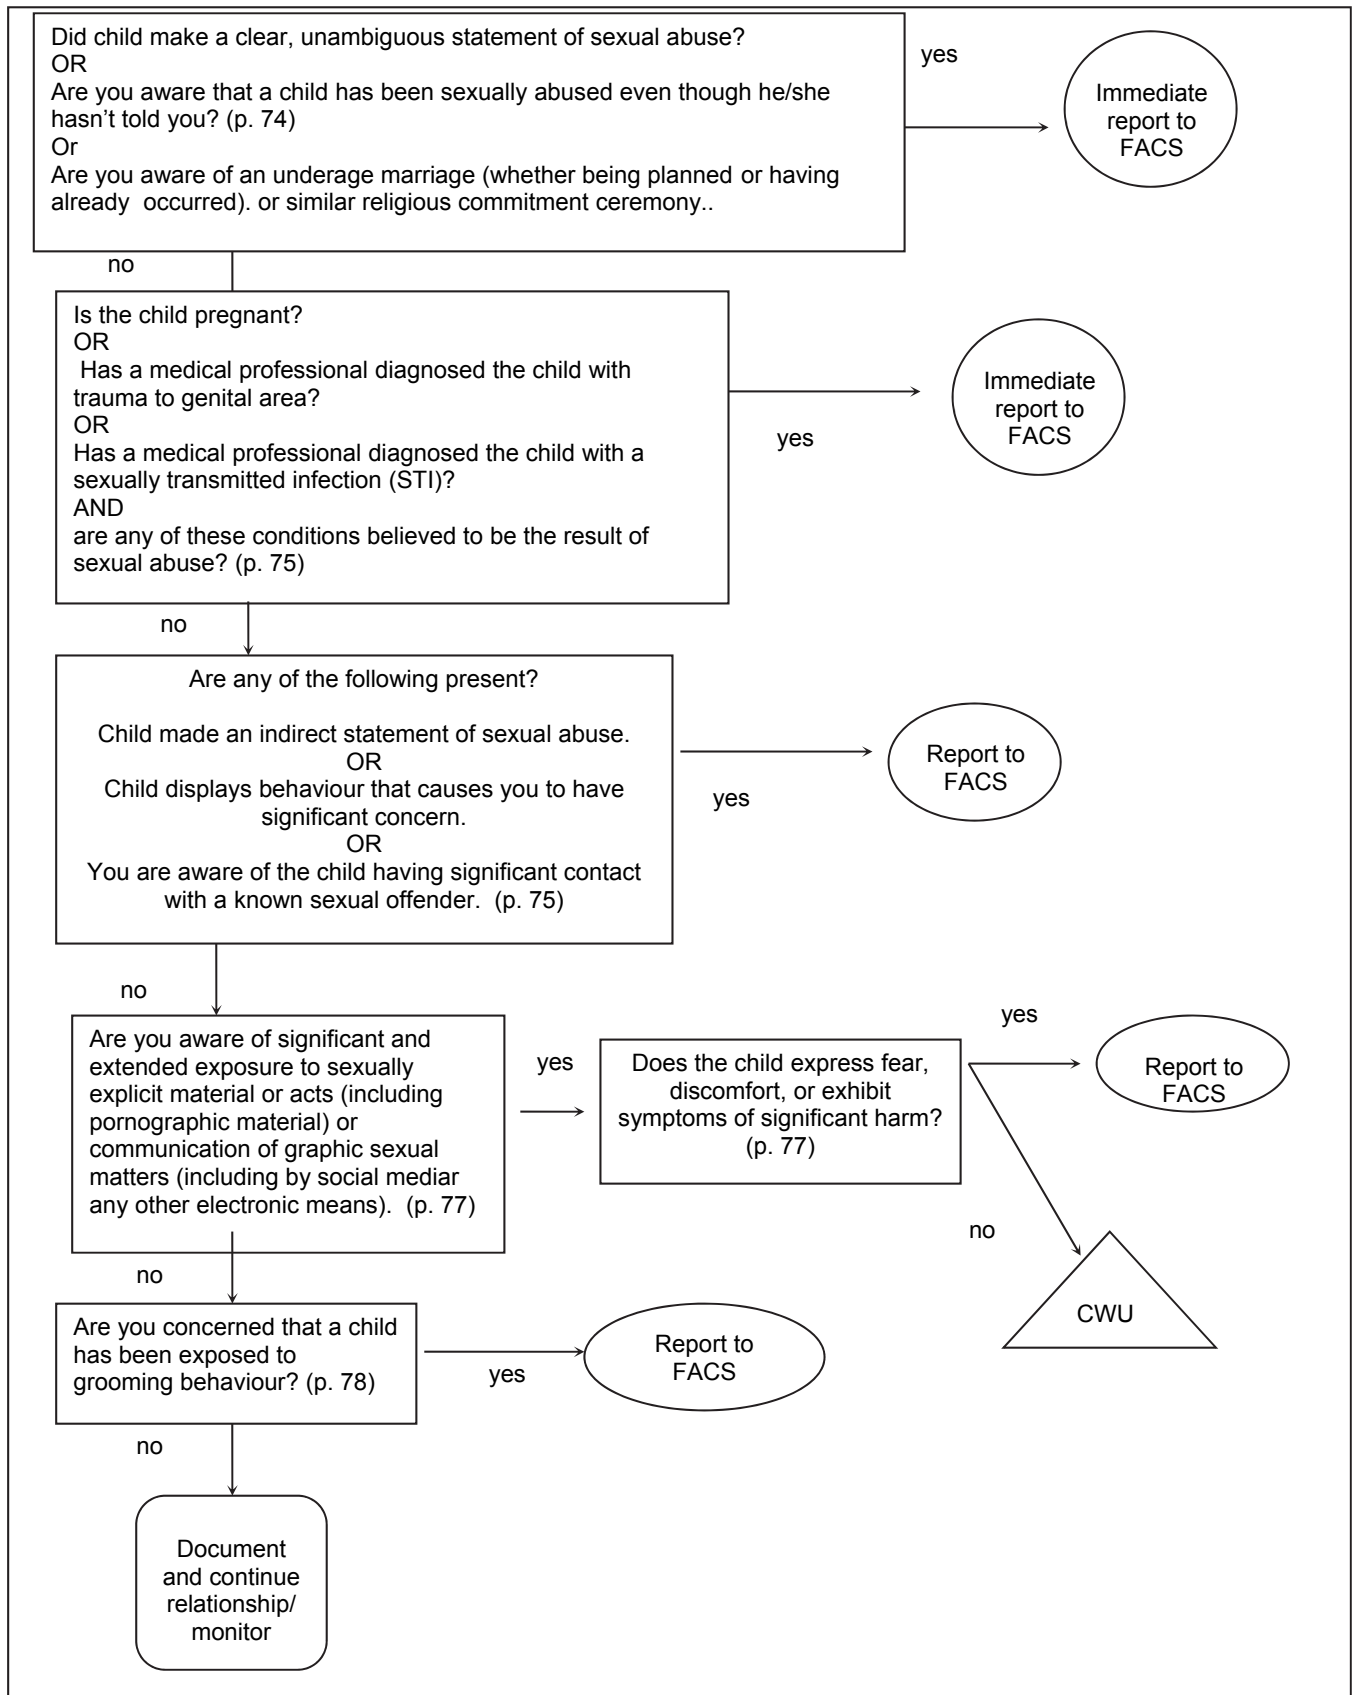 Did child make a clear, unambiguous statement of sexual abuse?
OR
Are you aware that a child has been sexually abused even though he/she
hasn't told you? (p. 74)
Or
Are you aware of an underage marriage (whether being planned or having
already occurred). or similar religious commitment ceremony..
yes
Immediate
report to
FACS
no
Is the child pregnant?
OR
Has a medical professional diagnosed the child with
trauma to genital area?
OR
Has a medical professional diagnosed the child with a
sexually transmitted infection (STI)?
AND
are any of these conditions believed to be the result of
sexual abuse? (p. 75)
yes
Immediate
report to
FACS
no
Are any of the following present?
Child made an indirect statement of sexual abuse.
OR
Child displays behaviour that causes you to have
significant concern.
OR
You are aware of the child having significant contact
with a known sexual offender. (p. 75)
yes
Report to
FACS
no
Are you aware of significant and
extended exposure to sexually
explicit material or acts (including
pornographic material) or
communication of graphic sexual
matters (including by social mediar
any other electronic means). (p. 77)
yes
Does the child express fear,
discomfort, or exhibit
symptoms of significant harm?
(p. 77)
yes
Report to
FACS
no
CWU
no
Are you concerned that a child
has been exposed to
grooming behaviour? (p. 78)
yes
Report to
FACS
no
Document
and continue
relationship/
monitor